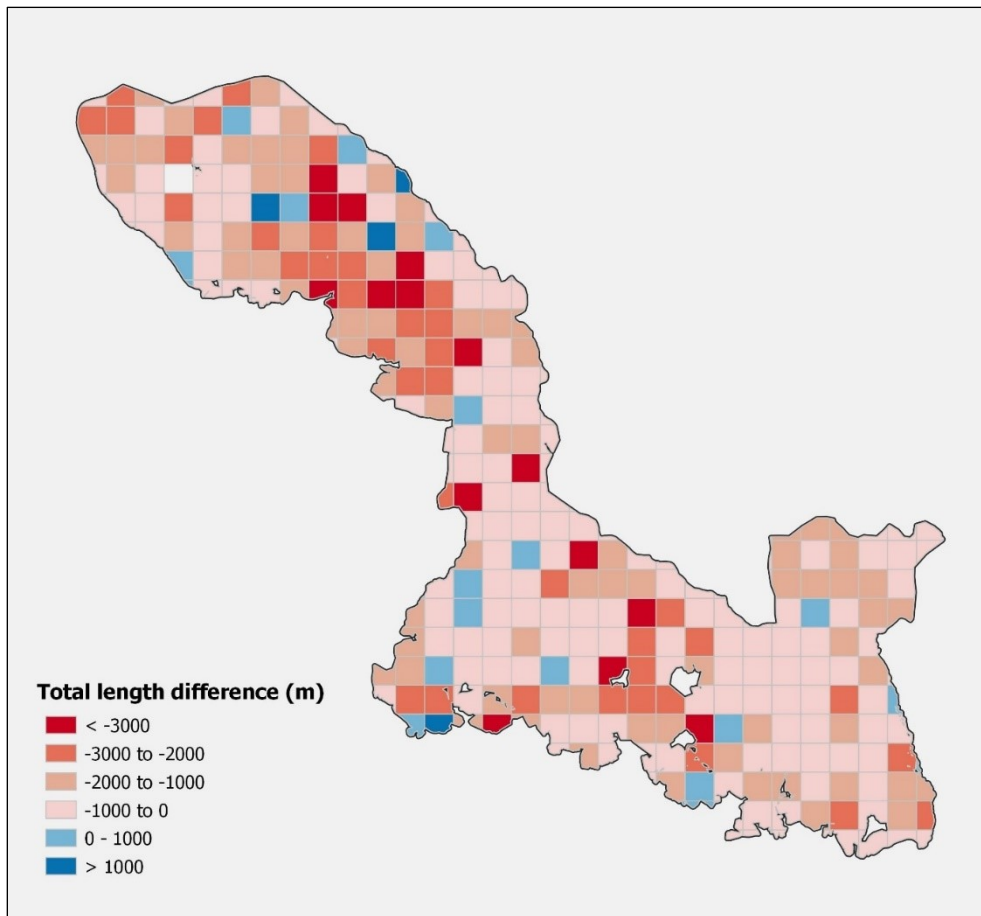 Total length difference (m)
< -3000
-3000 to -2000
-2000 to -1000
-1000 to 0
0 - 1000
> 1000